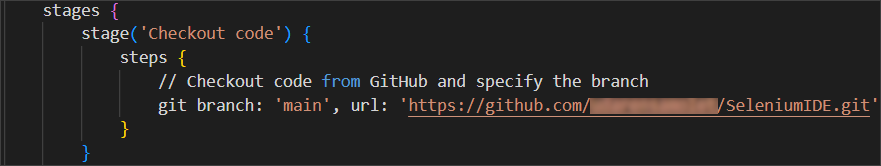 stages {
stage('Checkout code') {
steps {
// Checkout code from GitHub and specify the branch
git branch: 'main', url: 'https://github.com/ /SeleniumIDE.git'
}
}